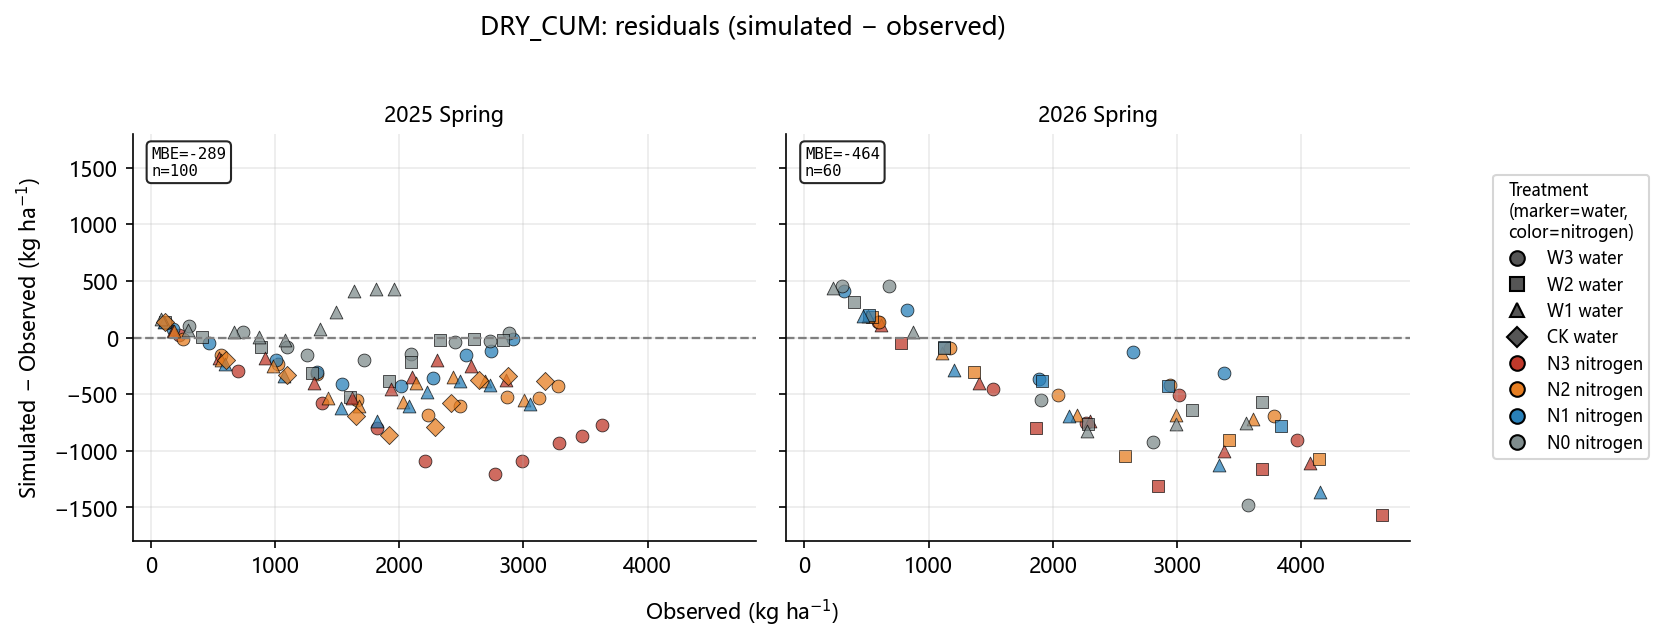 DRY_CUM: residuals (simulated − observed)
2025 Spring
2026 Spring
MBE=-289
n=100
MBE=-464
n=60
Simulated − Observed (kg ha⁻¹)
1500
1000
500
0
−500
−1000
−1500
0 1000 2000 3000 4000
0 1000 2000 3000 4000
Observed (kg ha⁻¹)
Treatment
(marker=water,
color=nitrogen)
W3 water
W2 water
W1 water
CK water
N3 nitrogen
N2 nitrogen
N1 nitrogen
N0 nitrogen